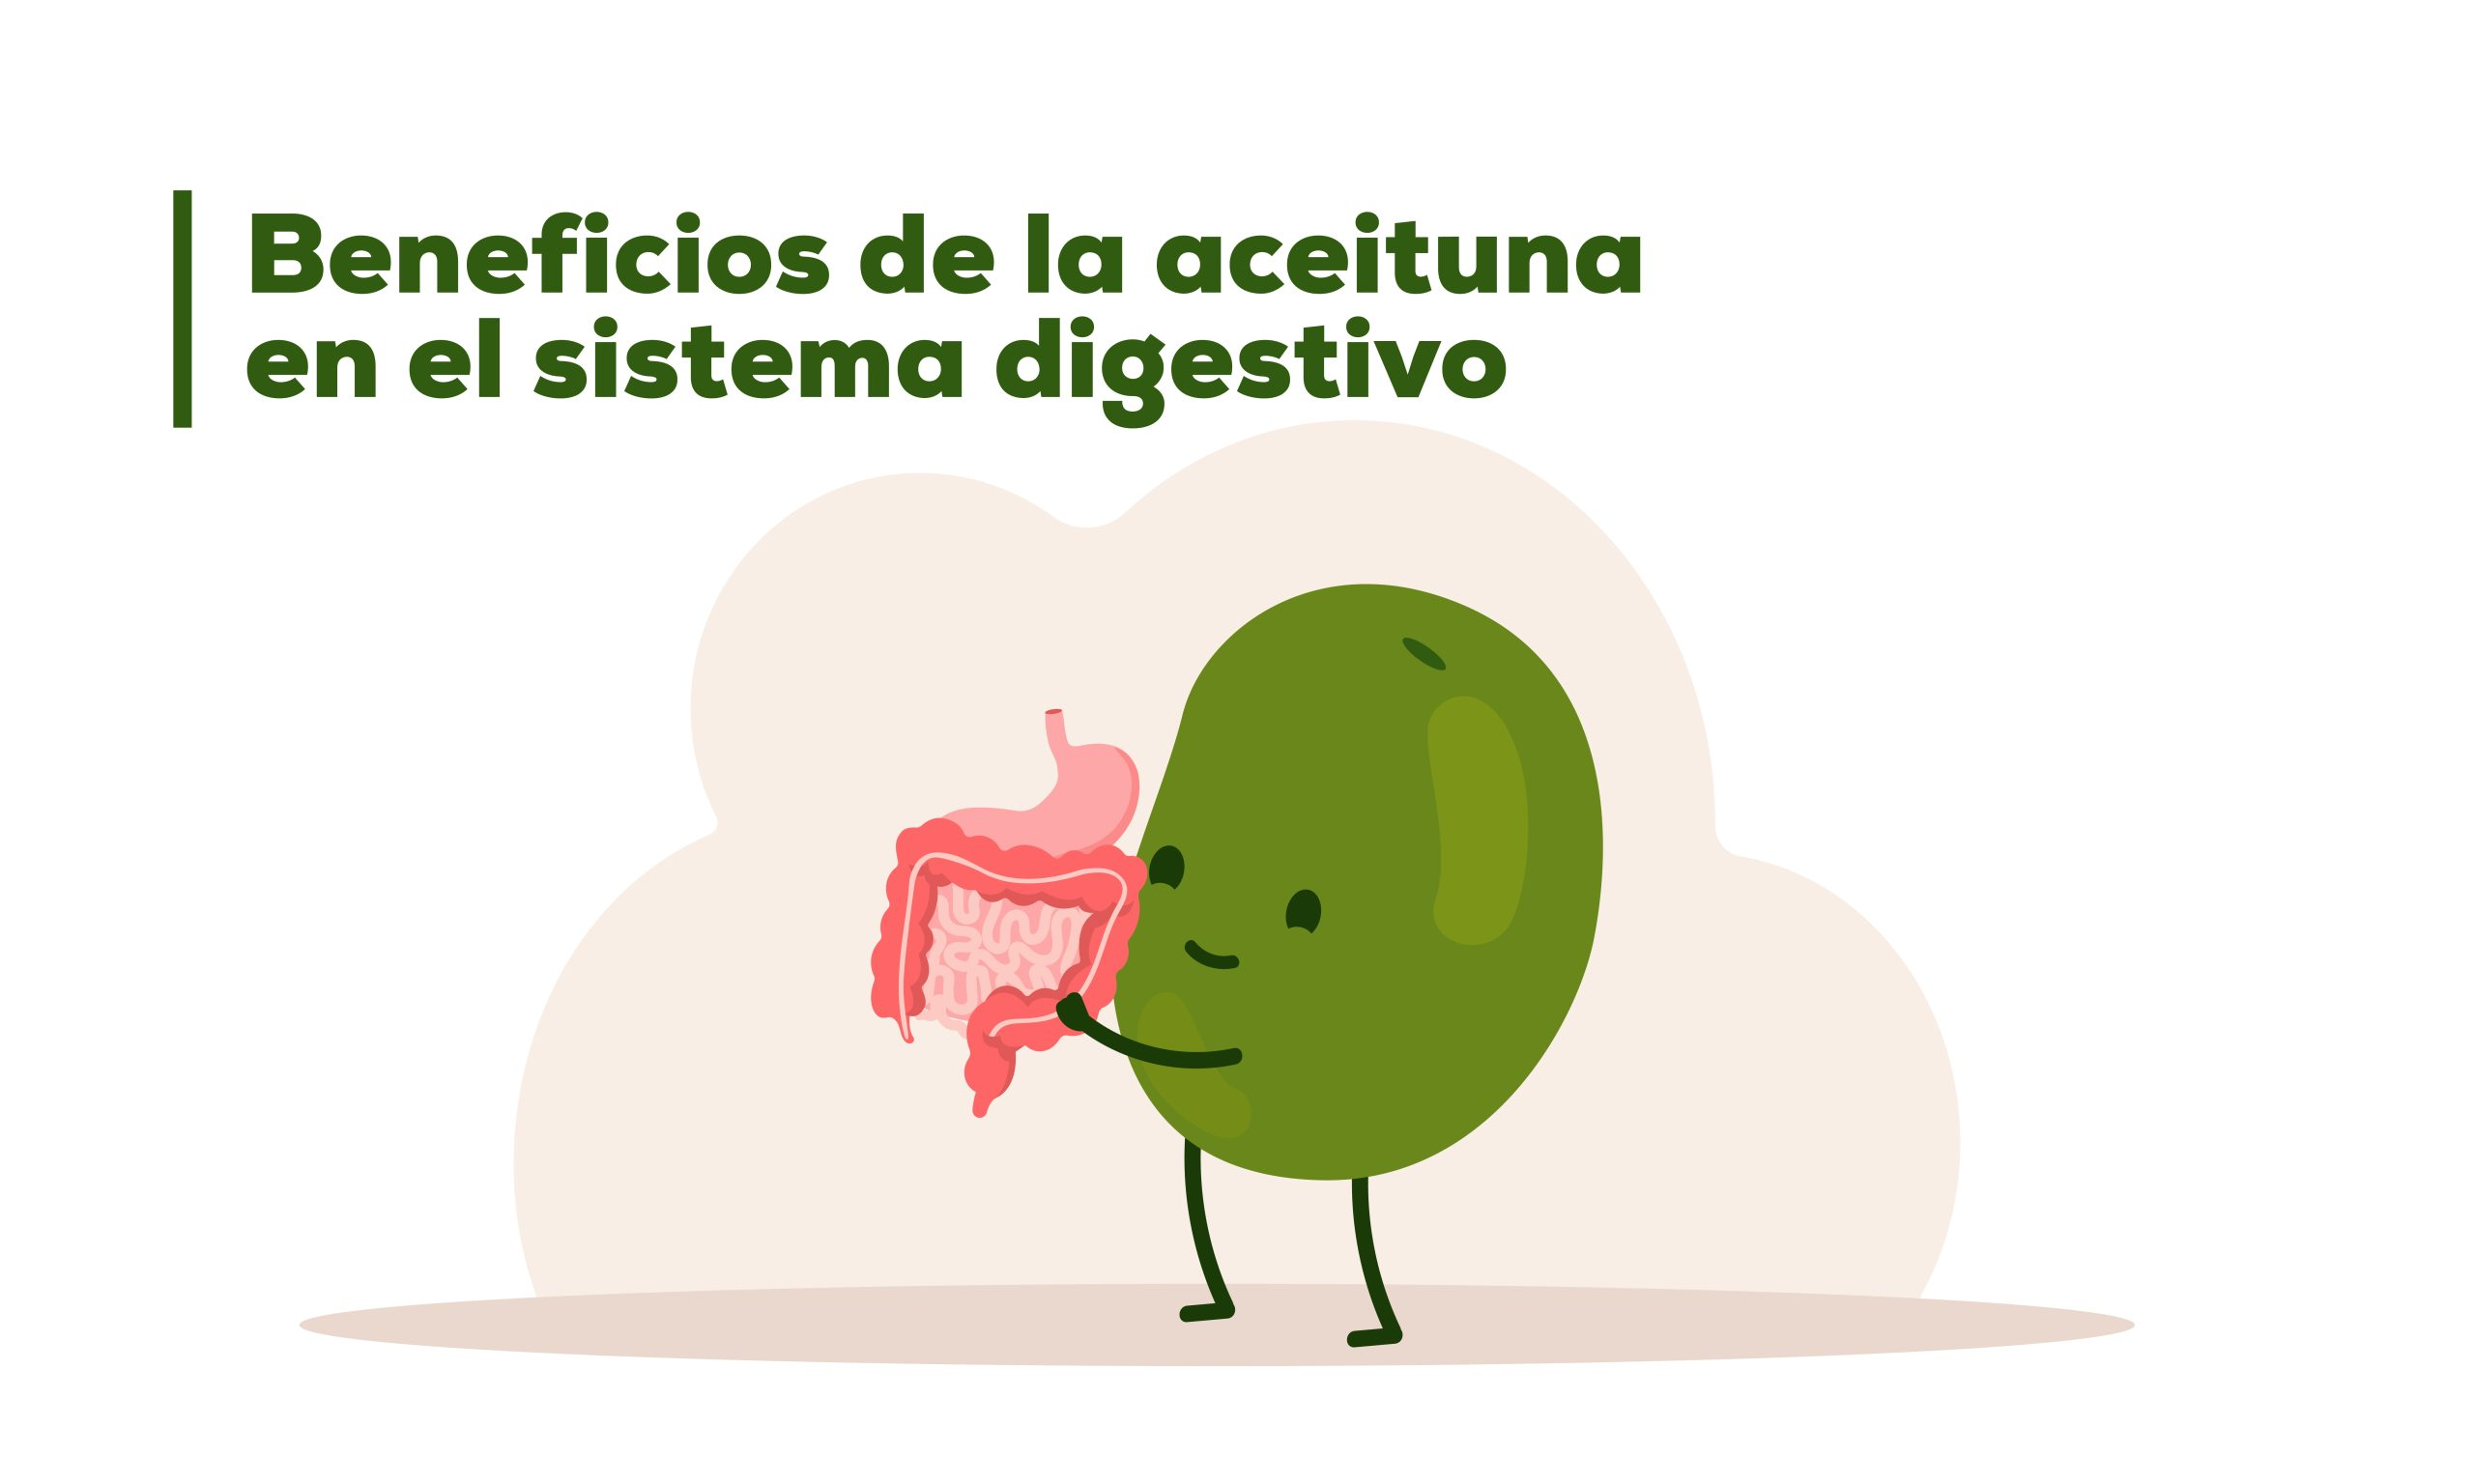 Beneficios de la aceituna
en el sistema digestivo